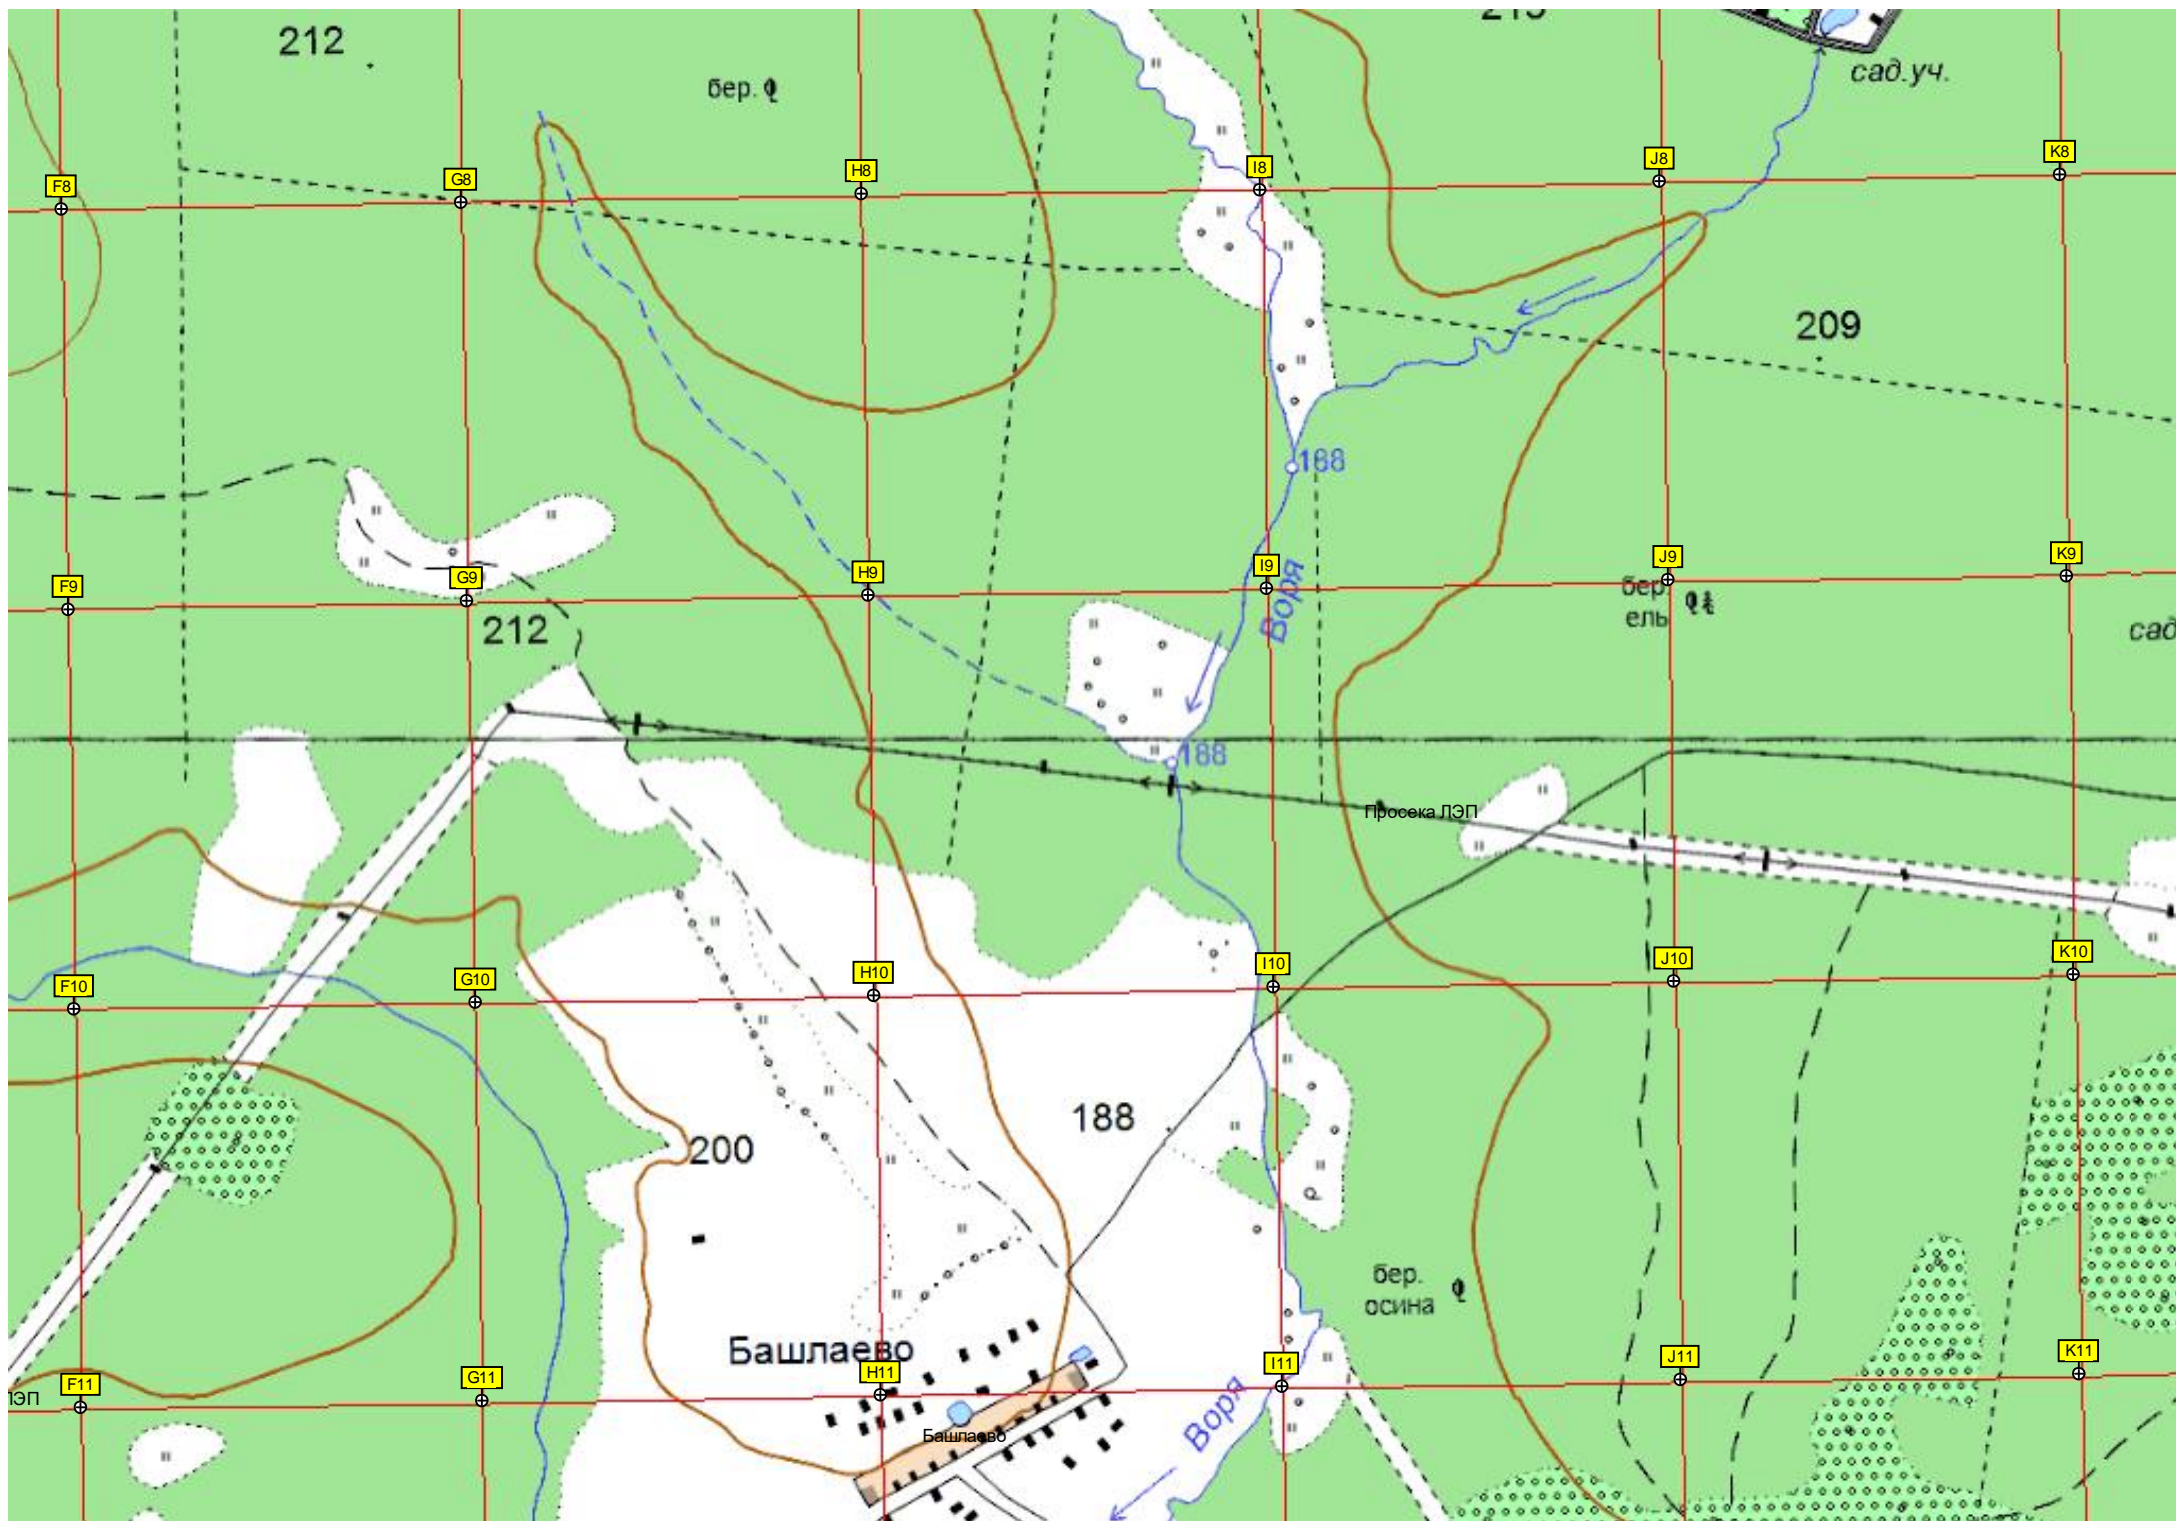 212
бер.
сад.уч.
F8
G8
H8
I8
J8
K8
209
188
F9
G9
H9
I9
J9
K9
Воря
бер.
ель
212
сад
188
Просека ЛЭП
F10
G10
H10
I10
J10
K10
188
200
бер.
осина
Башлаево
F11
G11
H11
I11
J11
K11
ЛЭП
Воря
Башлаево